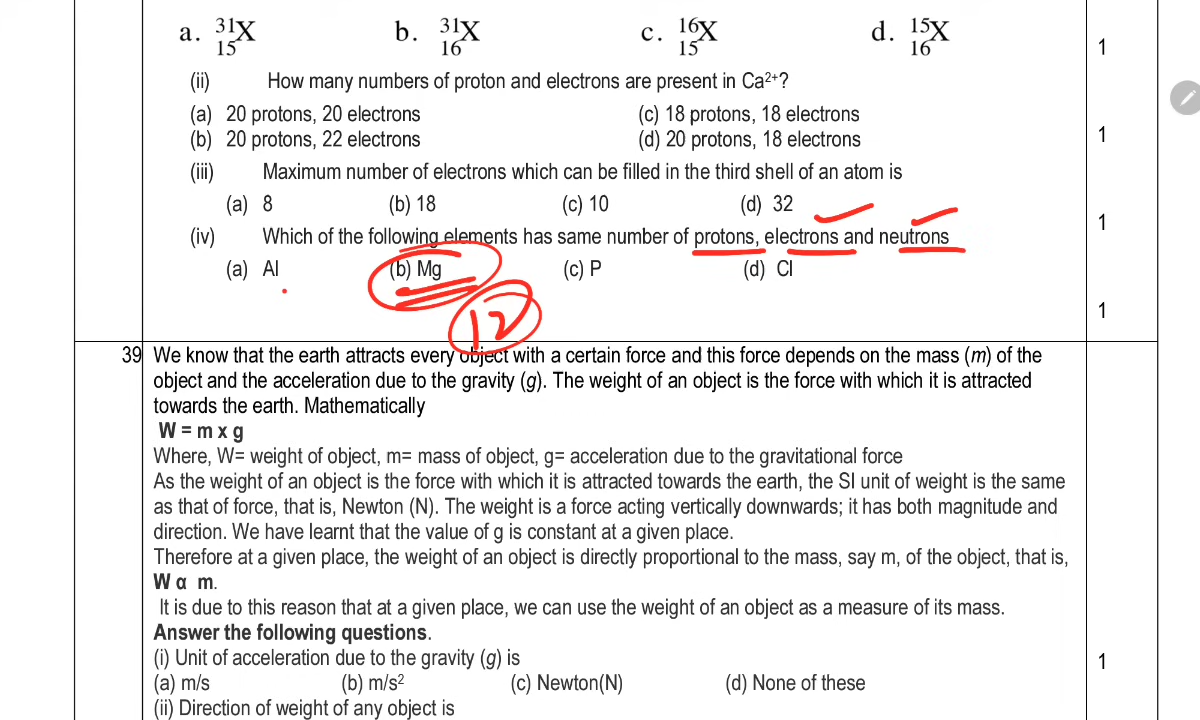 a. ³¹₁₅X b. ³¹₁₆X c. ¹⁶₁₅X d. ¹⁵₁₆X
1
(ii) How many numbers of proton and electrons are present in Ca²⁺?
(a) 20 protons, 20 electrons (c) 18 protons, 18 electrons
(b) 20 protons, 22 electrons (d) 20 protons, 18 electrons
1
(iii) Maximum number of electrons which can be filled in the third shell of an atom is
(a) 8 (b) 18 (c) 10 (d) 32
1
(iv) Which of the following elements has same number of protons, electrons and neutrons
(a) Al (b) Mg (c) P (d) Cl
12
1
39 We know that the earth attracts every object with a certain force and this force depends on the mass (m) of the
object and the acceleration due to the gravity (g). The weight of an object is the force with which it is attracted
towards the earth. Mathematically
W = m x g
Where, W= weight of object, m= mass of object, g= acceleration due to the gravitational force
As the weight of an object is the force with which it is attracted towards the earth, the SI unit of weight is the same
as that of force, that is, Newton (N). The weight is a force acting vertically downwards; it has both magnitude and
direction. We have learnt that the value of g is constant at a given place.
Therefore at a given place, the weight of an object is directly proportional to the mass, say m, of the object, that is,
W α m.
It is due to this reason that at a given place, we can use the weight of an object as a measure of its mass.
Answer the following questions.
(i) Unit of acceleration due to the gravity (g) is
1
(a) m/s (b) m/s² (c) Newton(N) (d) None of these
(ii) Direction of weight of any object is